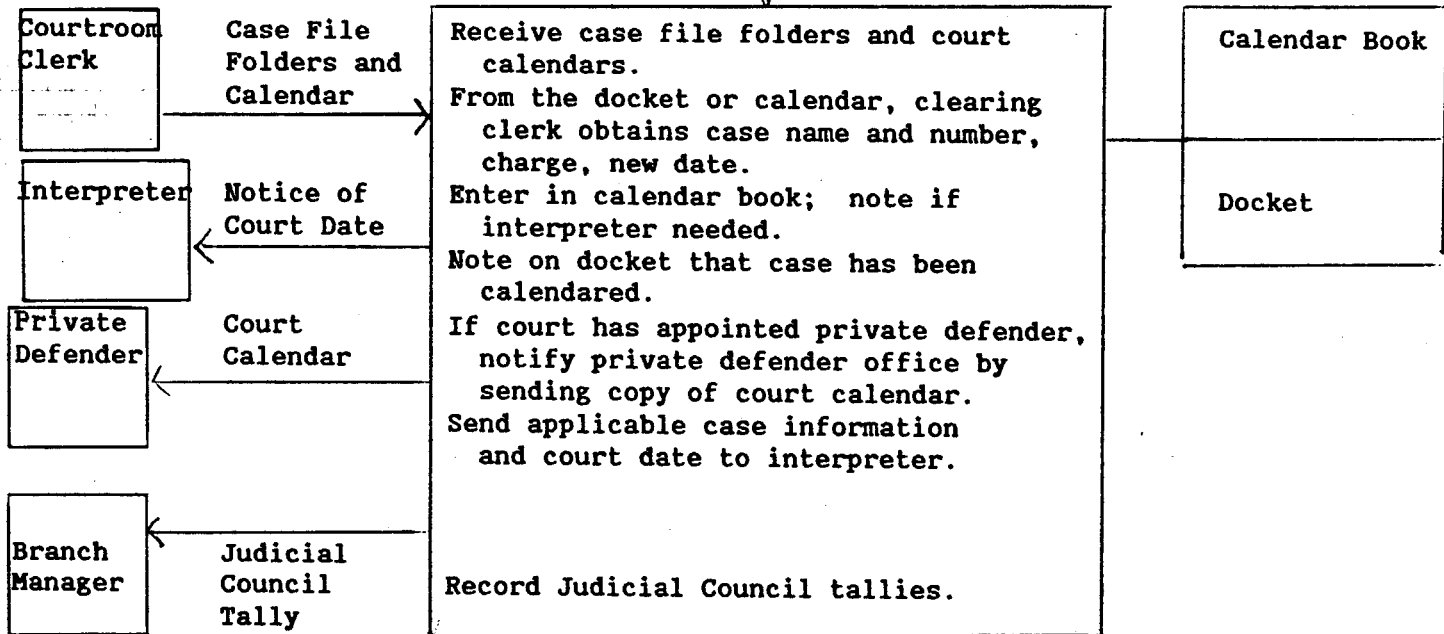 Courtroom
Clerk
Case File
Folders and
Calendar
Receive case file folders and court
calendars.
From the docket or calendar, clearing
clerk obtains case name and number,
charge, new date.
Enter in calendar book; note if
interpreter needed.
Note on docket that case has been
calendared.
If court has appointed private defender,
notify private defender office by
sending copy of court calendar.
Send applicable case information
and court date to interpreter.
Record Judicial Council tallies.
Calendar Book
Docket
Interpreter
Notice of
Court Date
Private
Defender
Court
Calendar
Branch
Manager
Judicial
Council
Tally